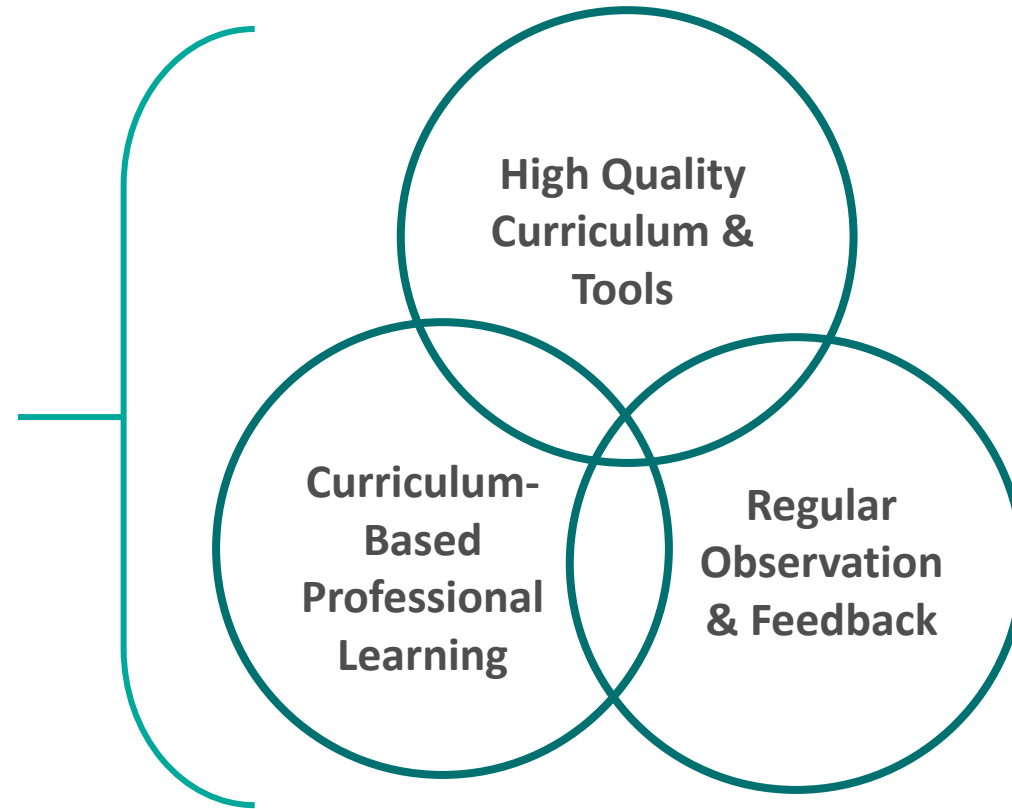 High Quality
Curriculum &
Tools
Curriculum-
Based
Professional
Learning
Regular
Observation
& Feedback